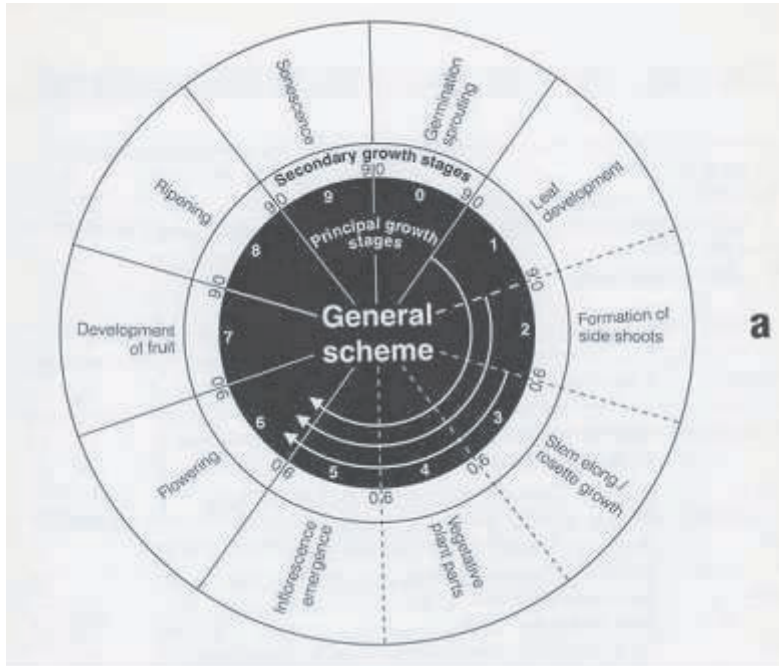 Senescence
Germination
sprouting
Secondary growth stages
9 0
9 0
9 0
Leaf
development
Ripening
9
0
8
1
Principal growth
stages
9 0
9 0
General
scheme
Development
of fruit
7
2
Formation of
side shoots
a
9 0
9 0
Flowering
6
3
Stem elong./
rosette growth
5
4
9 0
9 0
9 0
Inflorescence
emergence
Vegetative
plant parts